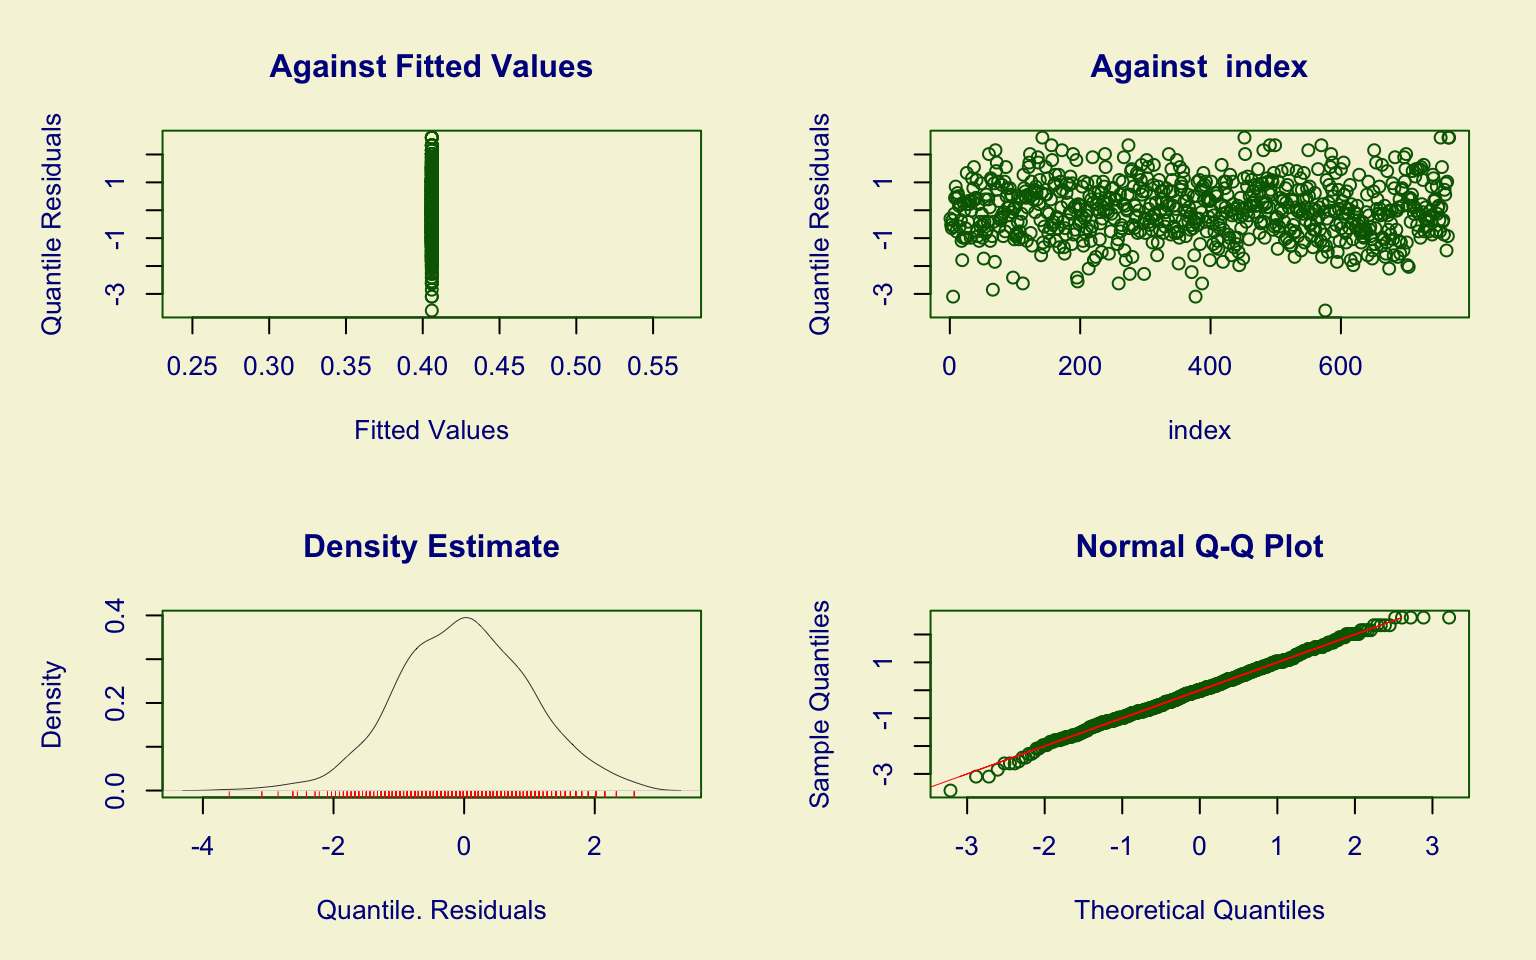 Against Fitted Values
Quantile Residuals
1
-1
-3
0.25 0.30 0.35 0.40 0.45 0.50 0.55
Fitted Values
Against  index
Quantile Residuals
1
-1
-3
0 200 400 600
index
Density Estimate
Density
0.4
0.2
0.0
-4 -2 0 2
Quantile. Residuals
Normal Q-Q Plot
Sample Quantiles
1
-1
-3
-3 -2 -1 0 1 2 3
Theoretical Quantiles